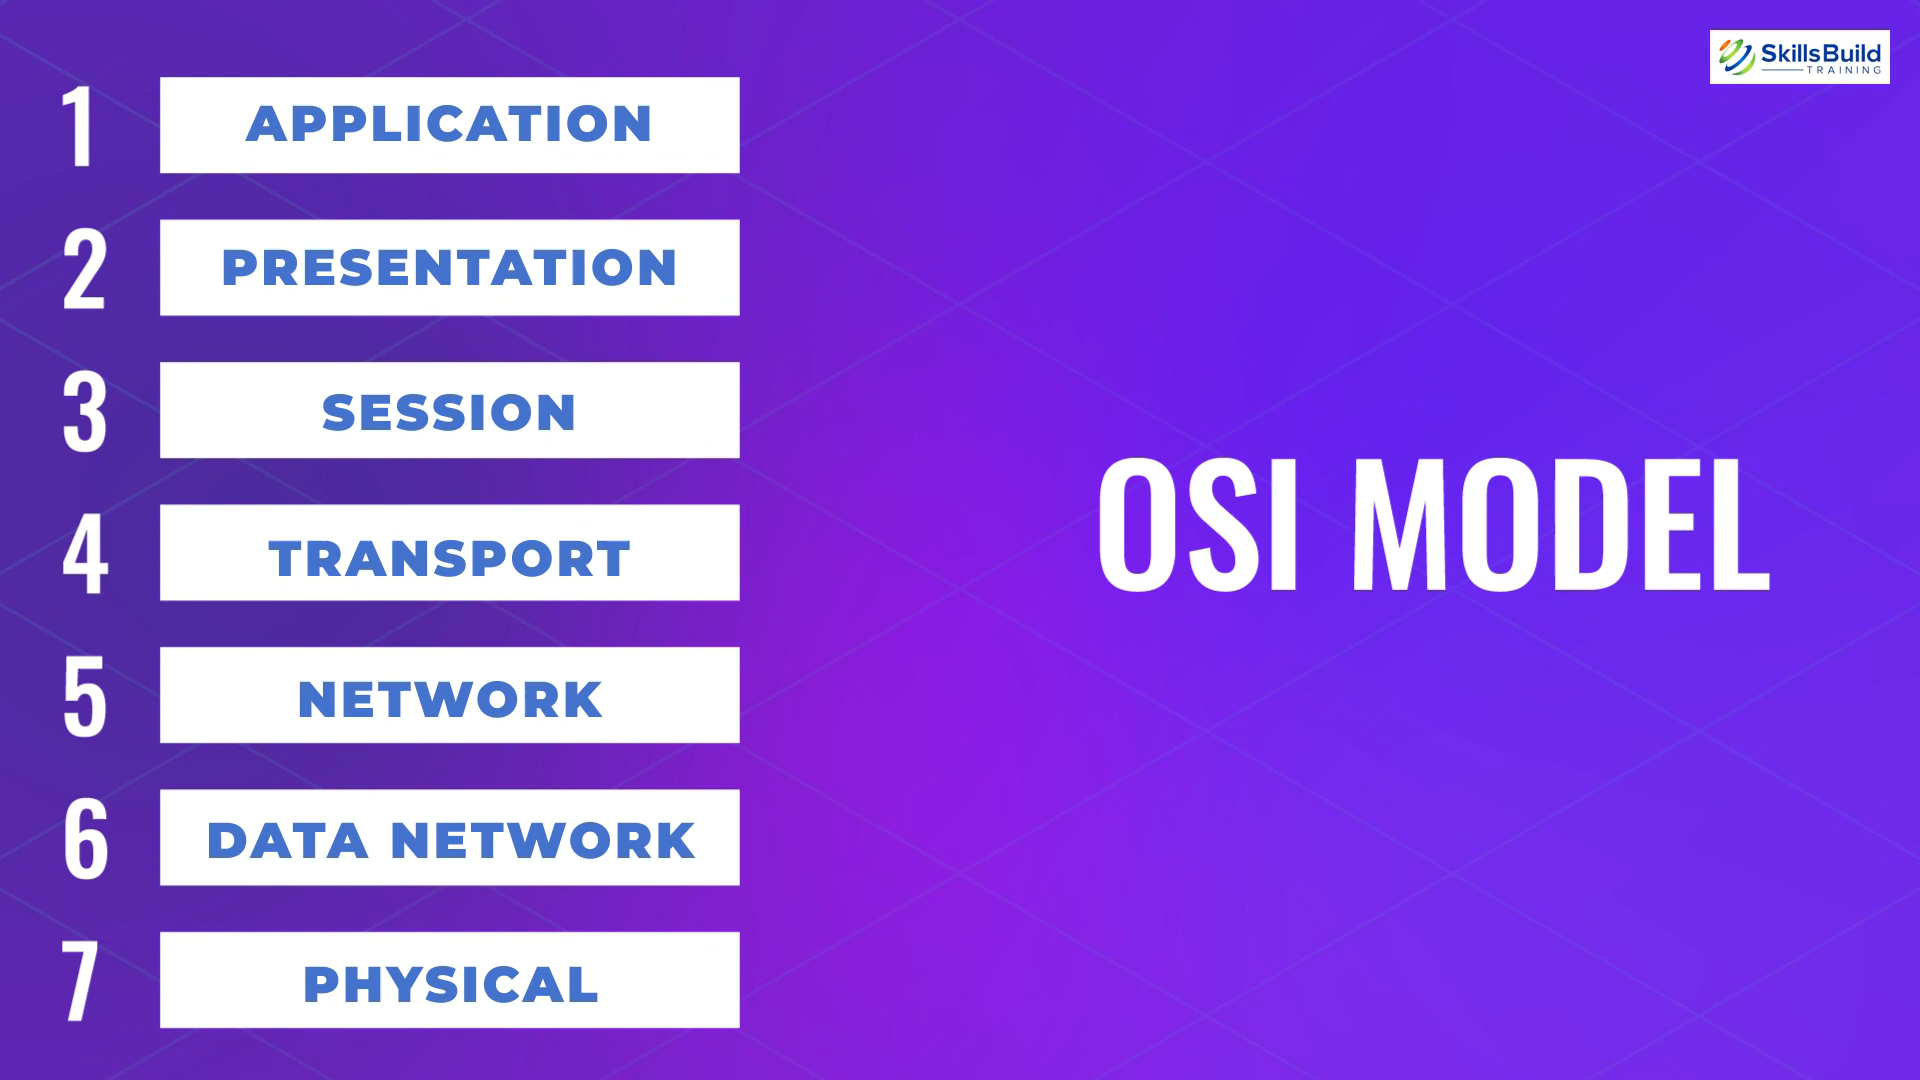 SkillsBuild
TRAINING
1 APPLICATION
2 PRESENTATION
3 SESSION
4 TRANSPORT
5 NETWORK
6 DATA NETWORK
7 PHYSICAL
OSI MODEL